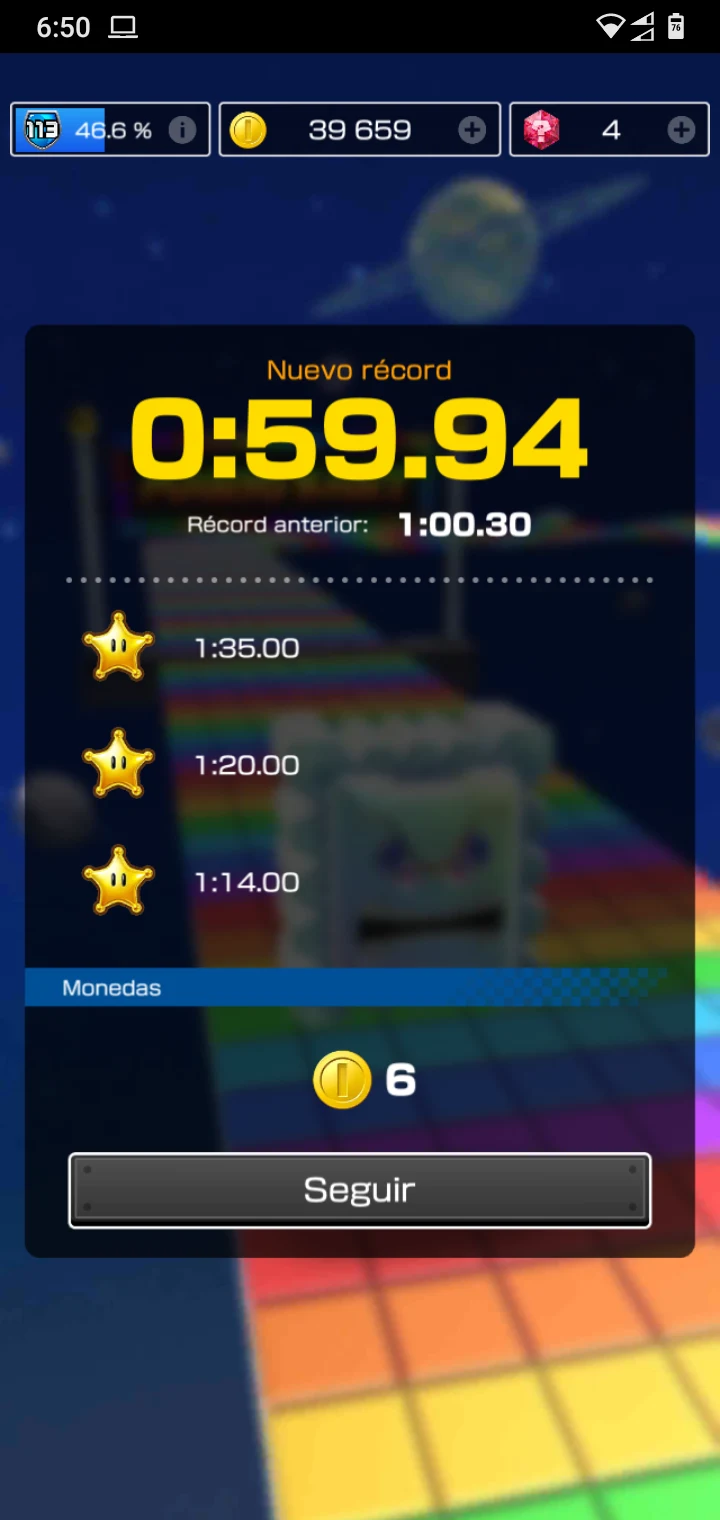 6:50
76
113 46.6 % i
39 659
4
Nuevo récord
0:59.94
Récord anterior: 1:00.30
1:35.00
1:20.00
1:14.00
Monedas
6
Seguir